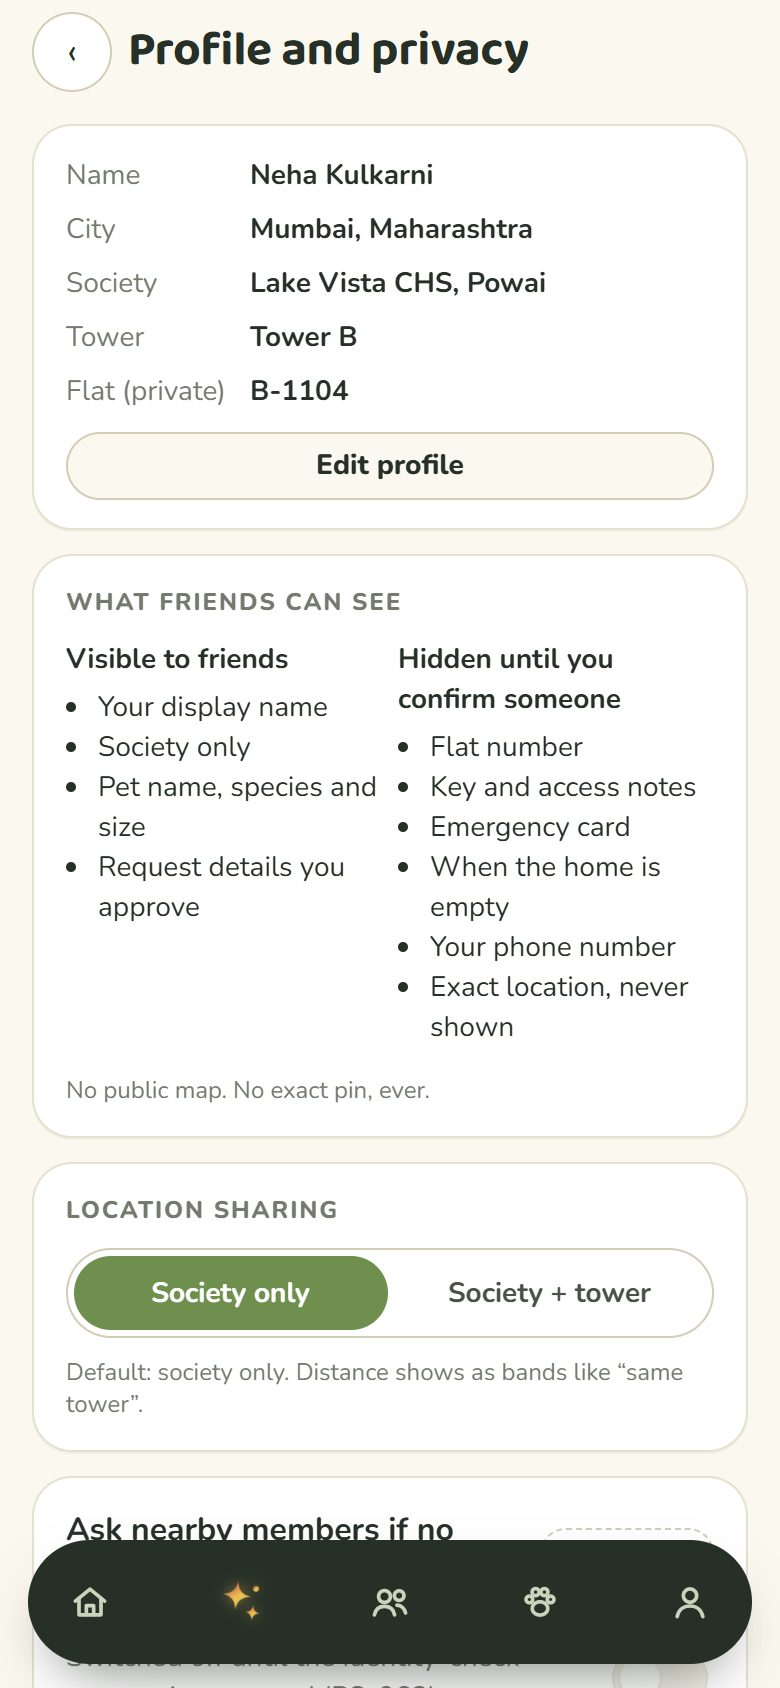 Profile and privacy
Name Neha Kulkarni
City Mumbai, Maharashtra
Society Lake Vista CHS, Powai
Tower Tower B
Flat (private) B-1104
Edit profile
WHAT FRIENDS CAN SEE
Visible to friends
• Your display name
• Society only
• Pet name, species and
size
• Request details you
approve
Hidden until you
confirm someone
• Flat number
• Key and access notes
• Emergency card
• When the home is
empty
• Your phone number
• Exact location, never
shown
No public map. No exact pin, ever.
LOCATION SHARING
Society only
Society + tower
Default: society only. Distance shows as bands like “same
tower”.
Ask nearby members if no